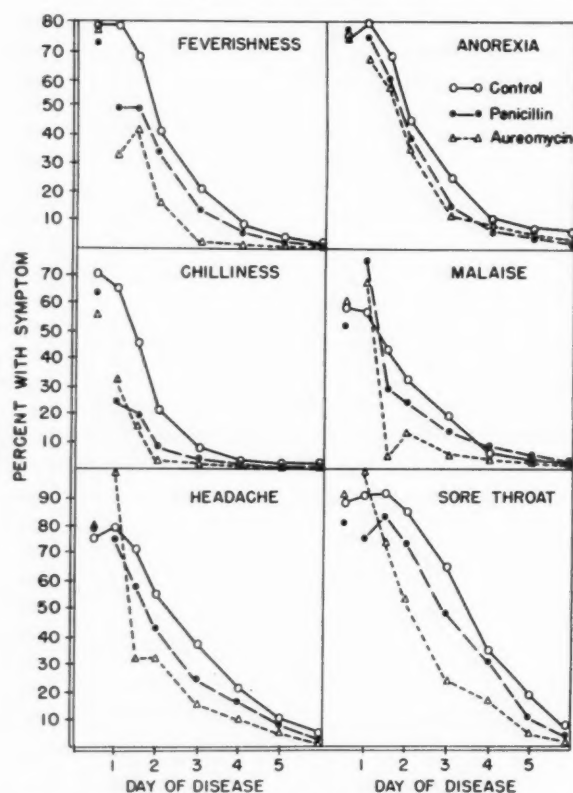 FEVERISHNESS
80
70
60
50
40
30
20
10
ANOREXIA
Control
Penicillin
Aureomycin
PERCENT WITH SYMPTOM
CHILLINESS
70
60
50
40
30
20
10
MALAISE
HEADACHE
90
80
70
60
50
40
30
20
10
SORE THROAT
1 2 3 4 5
1 2 3 4 5
DAY OF DISEASE
DAY OF DISEASE